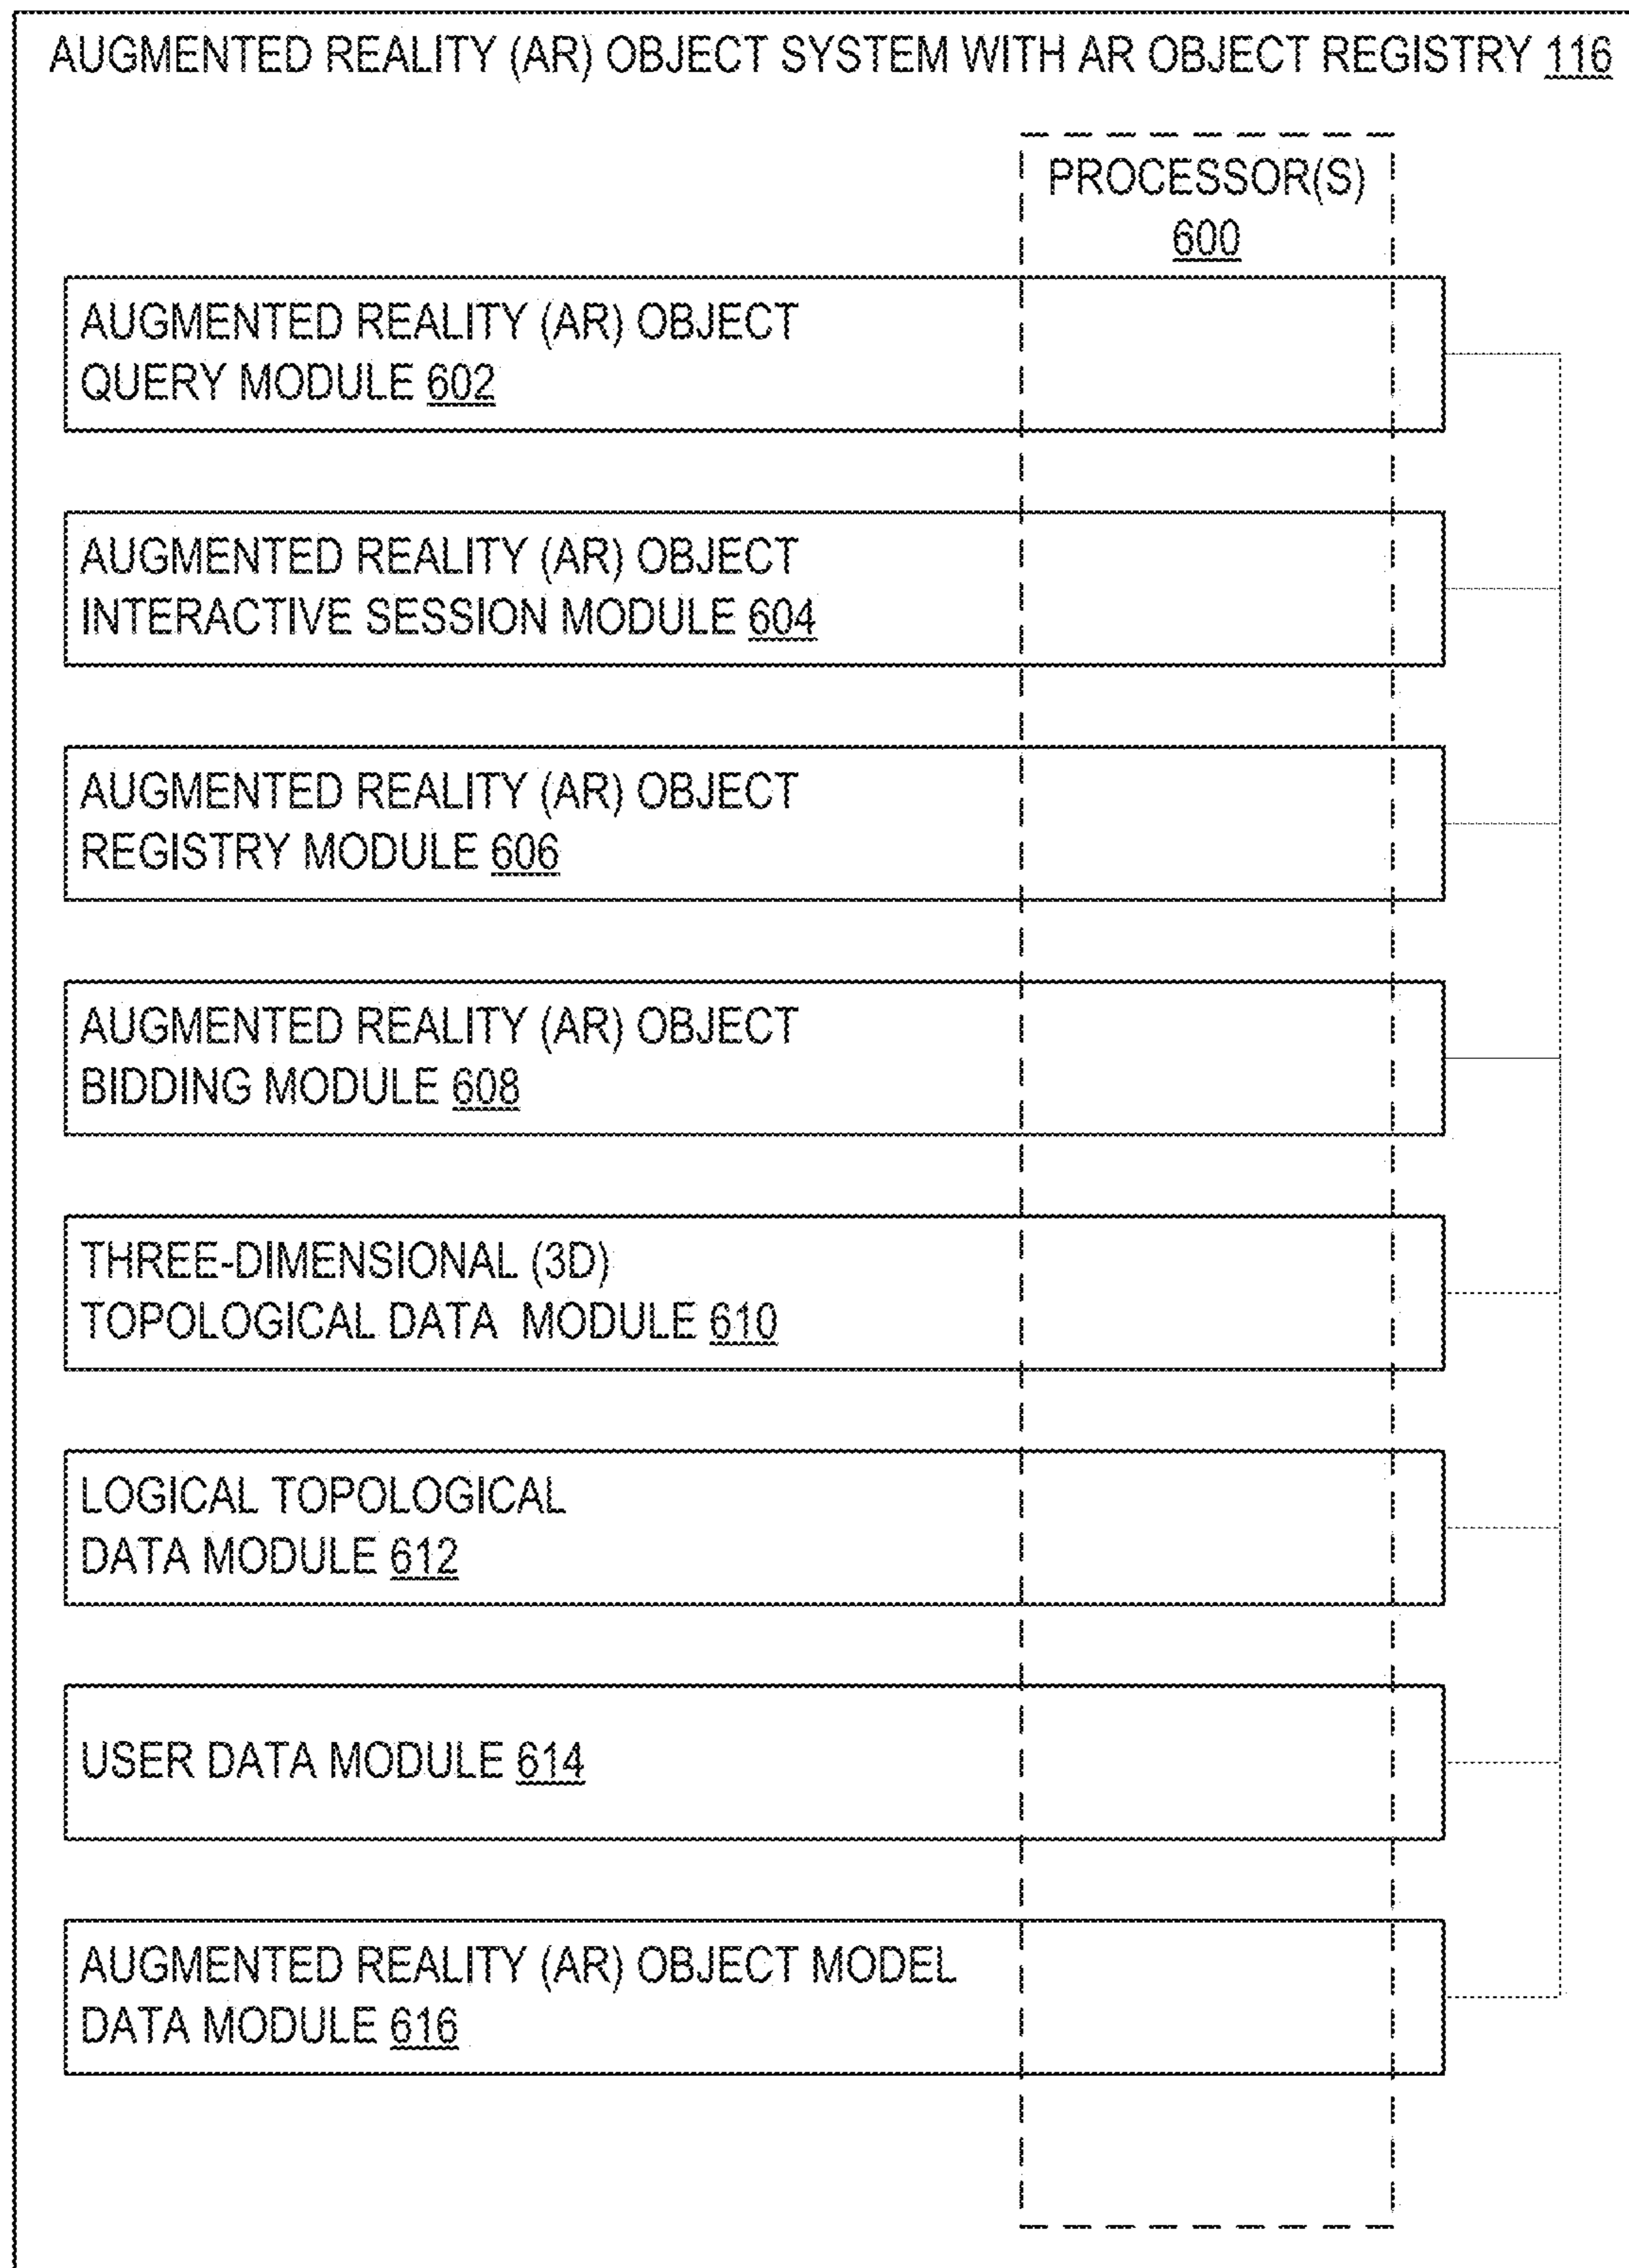 AUGMENTED REALITY (AR) OBJECT SYSTEM WITH AR OBJECT REGISTRY 116
PROCESSOR(S)
600
AUGMENTED REALITY (AR) OBJECT
QUERY MODULE 602
AUGMENTED REALITY (AR) OBJECT
INTERACTIVE SESSION MODULE 604
AUGMENTED REALITY (AR) OBJECT
REGISTRY MODULE 606
AUGMENTED REALITY (AR) OBJECT
BIDDING MODULE 608
THREE-DIMENSIONAL (3D)
TOPOLOGICAL DATA MODULE 610
LOGICAL TOPOLOGICAL
DATA MODULE 612
USER DATA MODULE 614
AUGMENTED REALITY (AR) OBJECT MODEL
DATA MODULE 616